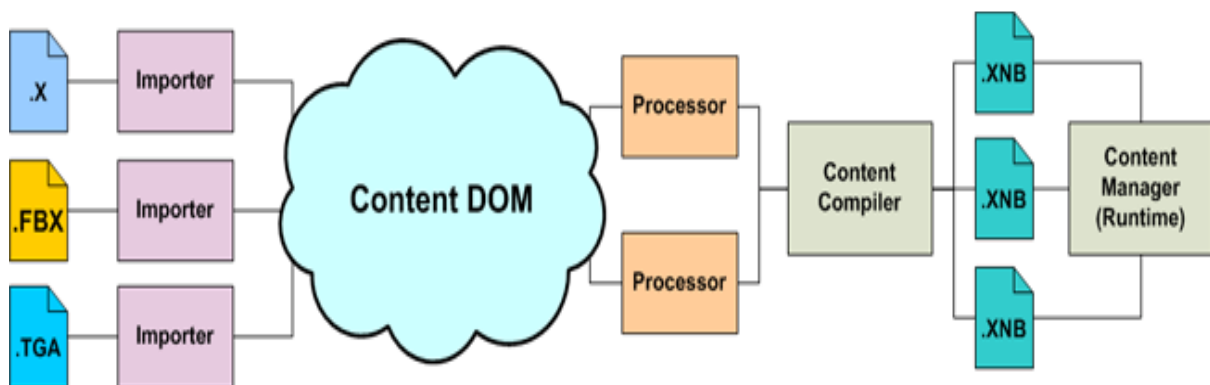 .X
Importer
.FBX
Importer
.TGA
Importer
Content DOM
Processor
Processor
Content
Compiler
.XNB
.XNB
.XNB
Content
Manager
(Runtime)